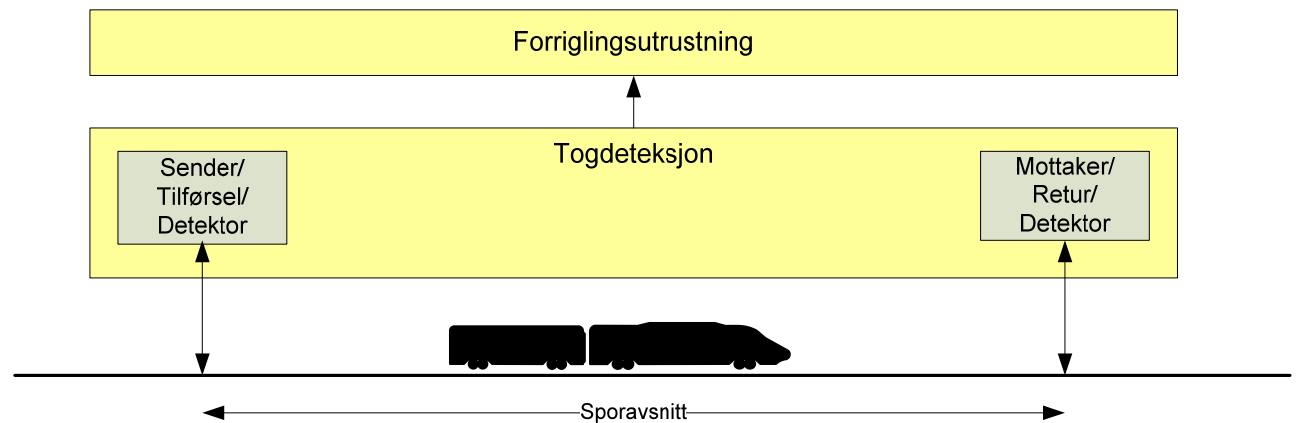 Forriglingsutrustning
Togdeteksjon
Sender/
Tilførsel/
Detektor
Mottaker/
Retur/
Detektor
Sporavsnitt